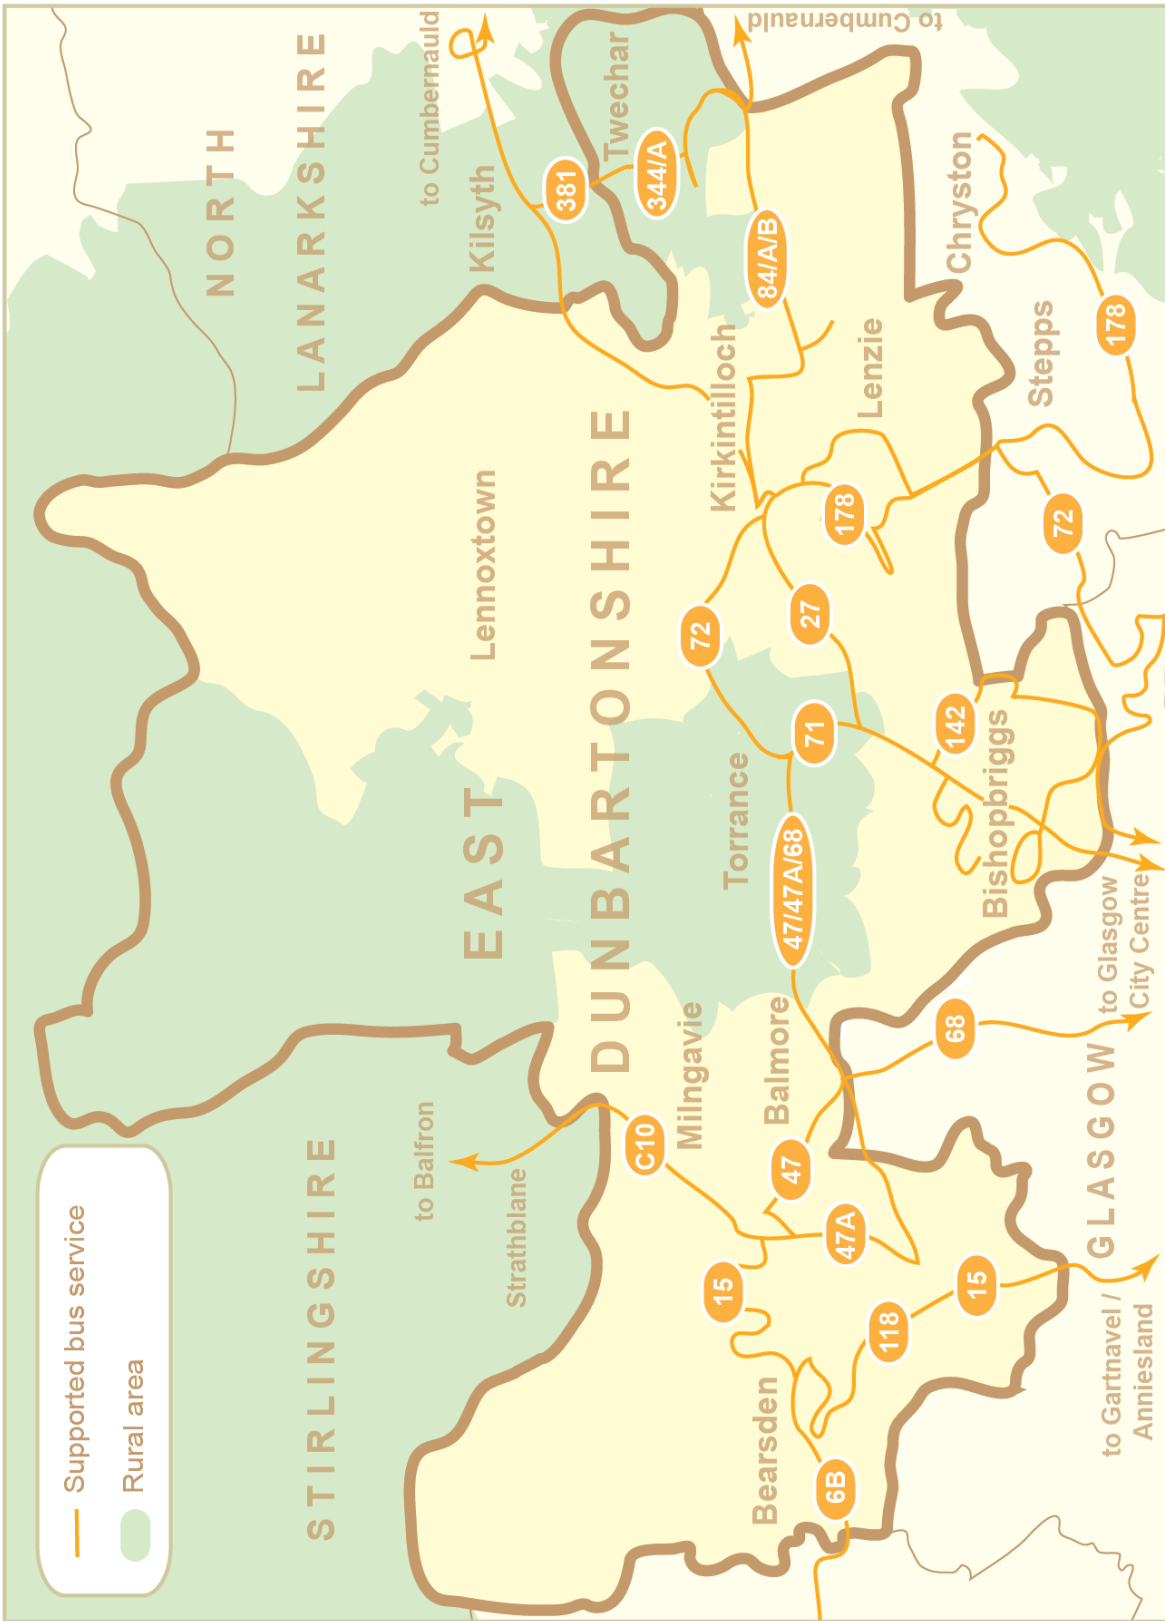 Supported bus service
Rural area
NORTH
LANARKSHIRE
STIRLINGSHIRE
to Balfron
Strathblane
EAST
DUNBARTONSHIRE
Lennoxtown
to Cumbernauld
Kilsyth
381
Twechar
344/A
to Cumbernauld
C10
Milngavie
15
Bearsden
6B
118
15
47A
47
Balmore
47/47A/68
Torrance
71
72
27
178
Kirkintilloch
84/A/B
Lenzie
142
Bishopbriggs
68
72
Stepps
Chryston
178
GLASGOW
to Gartnavel /
Anniesland
to Glasgow
City Centre